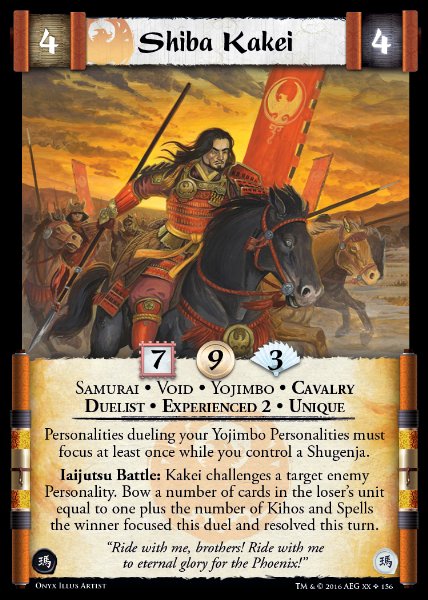 4
Shiba Kakei
4
7
9
3
Samurai • Void • Yojimbo • Cavalry
Duelist • Experienced 2 • Unique
Personalities dueling your Yojimbo Personalities must
focus at least once while you control a Shugenja.
Iaijutsu Battle: Kakei challenges a target enemy
Personality. Bow a number of cards in the loser's unit
equal to one plus the number of Kihos and Spells
the winner focused this duel and resolved this turn.
"Ride with me, brothers! Ride with me
to eternal glory for the Phoenix!"
瑪
瑪
Onyx Illus Artist
TM & © 2016 AEG XX ❖ 156